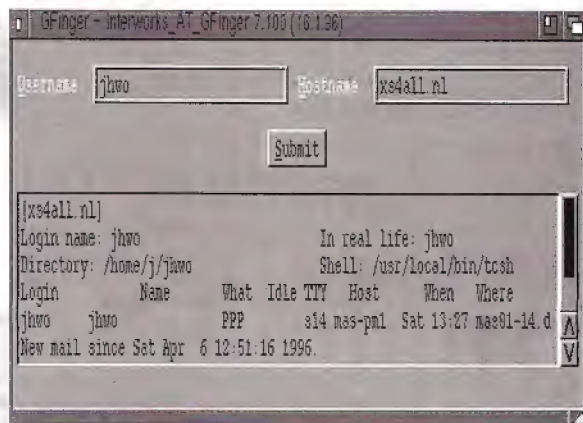 GFinger - Interworks_AT_GFinger 7.106 (16.1.96)
Username jhwo Hostname xs4all.nl
Submit
[xs4all.nl]
Login name: jhwo In real life: jhwo
Directory: /home/j/jhwo Shell: /usr/local/bin/tcsh
Login Name What Idle TTY Host When Where
jhwo jhwo PPP si4 mas-pm1 Sat 13:27 mas01-14.d
New mail since Sat Apr 6 12:51:16 1996.